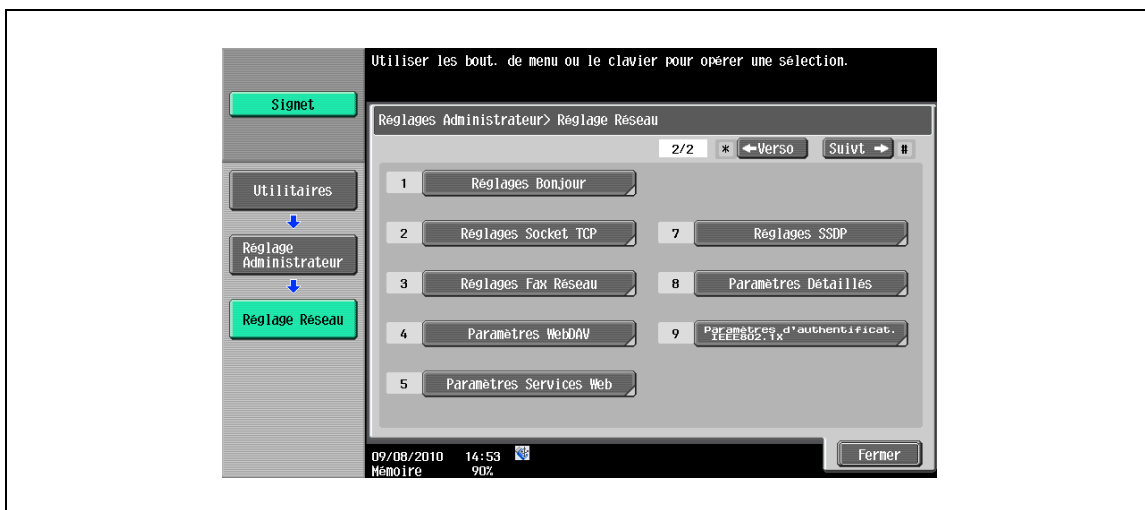 Utiliser les bout. de menu ou le clavier pour opérer une sélection.
Signet
Réglages Administrateur> Réglage Réseau
2/2 * ←Verso Suivt → #
Utilitaires
Réglage
Administrateur
Réglage Réseau
1 Réglages Bonjour
2 Réglages Socket TCP
3 Réglages Fax Réseau
4 Paramètres WebDAV
5 Paramètres Services Web
7 Réglages SSDP
8 Paramètres Détaillés
9 Paramètres d'authentificat.
IEEE802.1X
09/08/2010 14:53
Mémoire 90%
Fermer